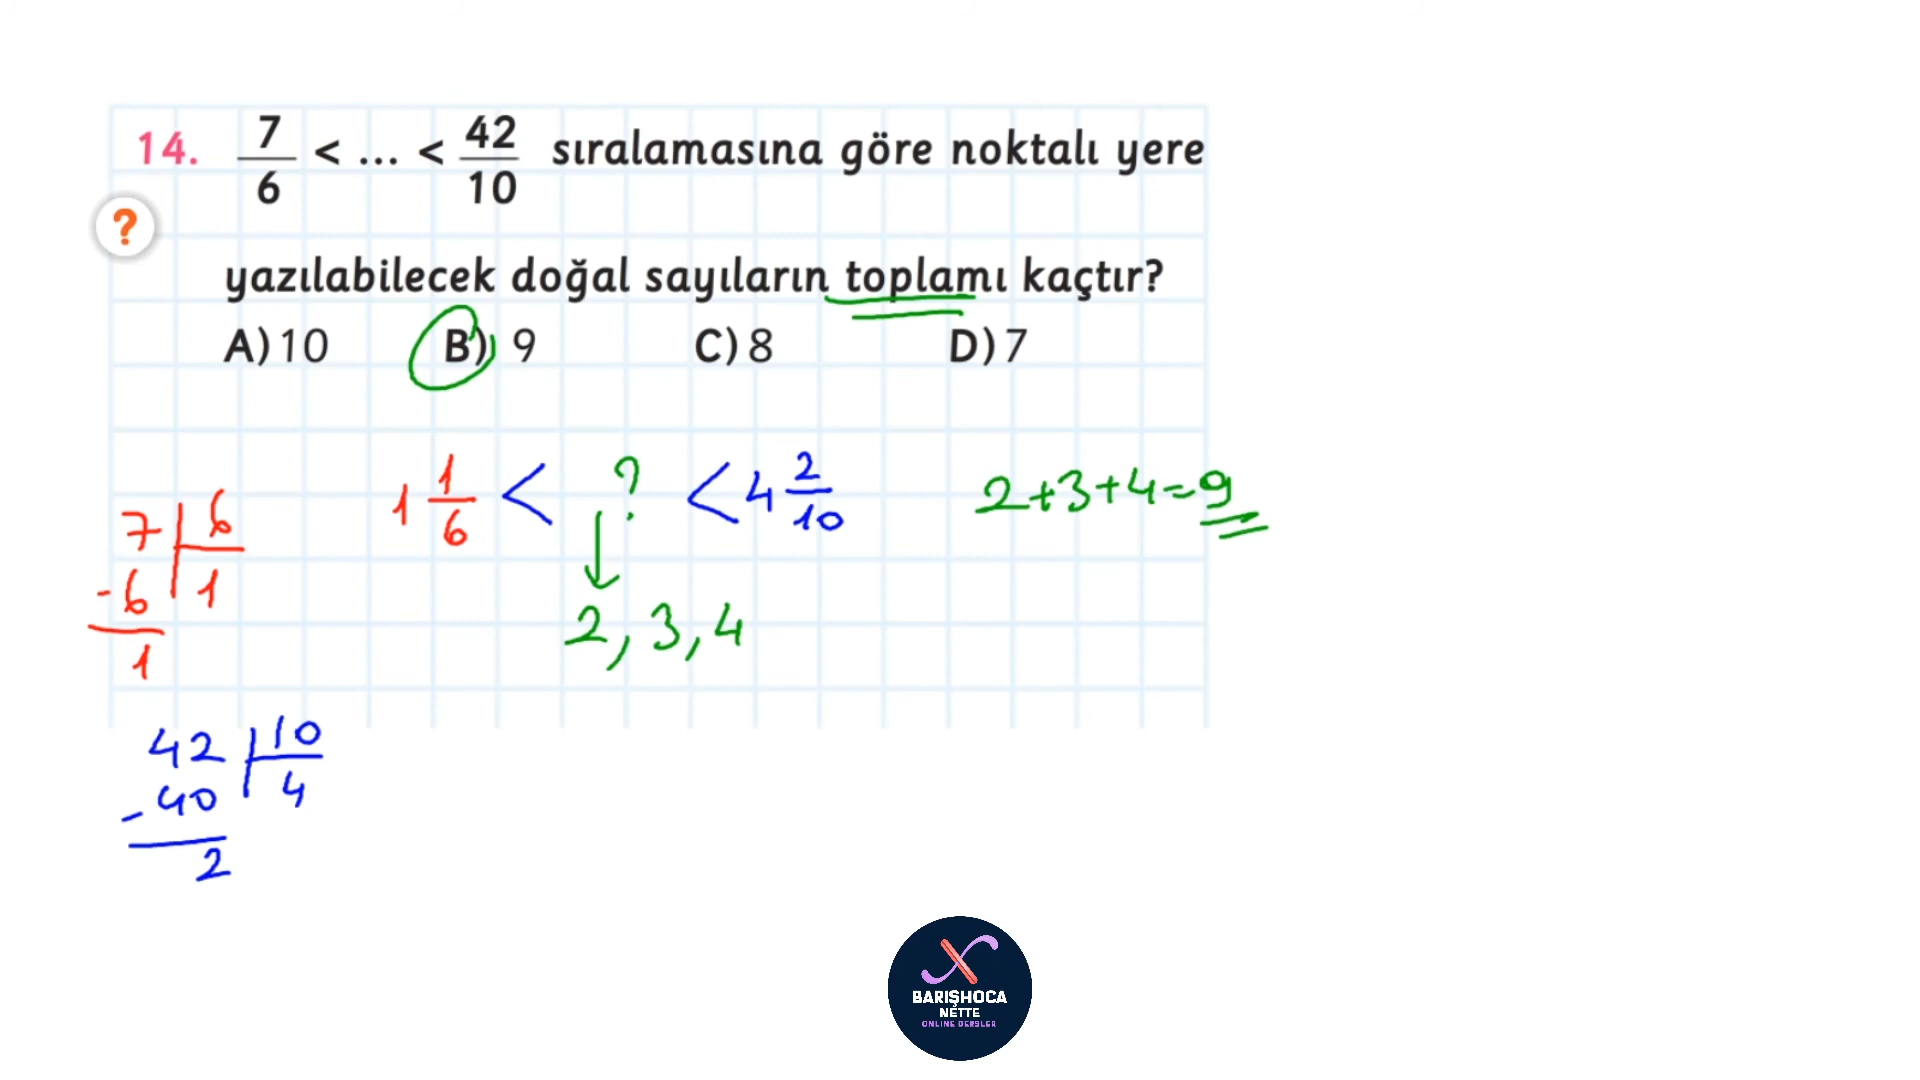 14. 7/6 < ... < 42/10 sıralamasına göre noktalı yere
?
yazılabilecek doğal sayıların toplamı kaçtır?
A) 10 B) 9 C) 8 D) 7
1 1/6 < ? < 4 2/10
2+3+4=9
2, 3, 4
7 | 6
-6 | 1
1
42 | 10
-40 | 4
2
BARIŞHOCA
NETTE
ONLINE DERSLER